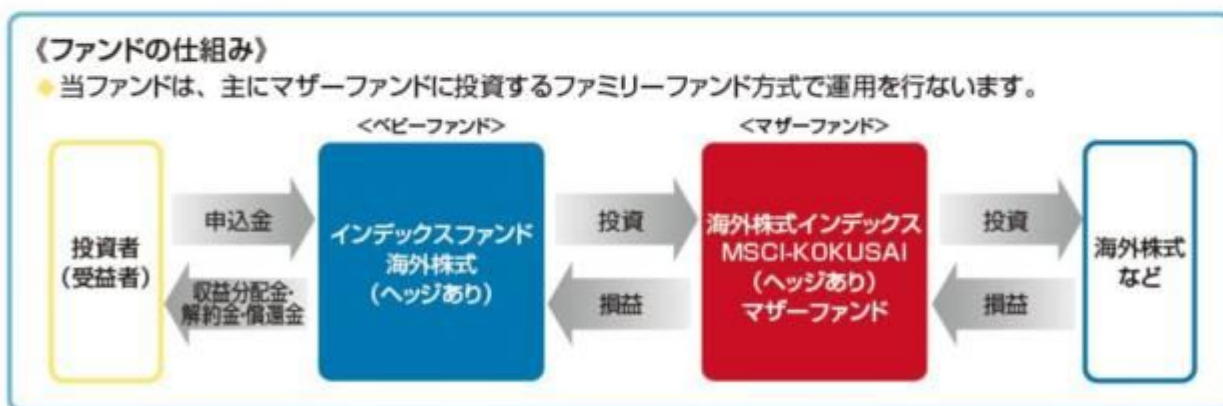 《ファンドの仕組み》
◆当ファンドは、主にマザーファンドに投資するファミリーファンド方式で運用を行ないます。
<ベビーファンド>
<マザーファンド>
投資者
(受益者)
申込金
収益分配金・
解約金・償還金
インデックスファンド
海外株式
(ヘッジあり)
投資
損益
海外株式インデックス
MSCI-KOKUSAI
(ヘッジあり)
マザーファンド
投資
損益
海外株式
など